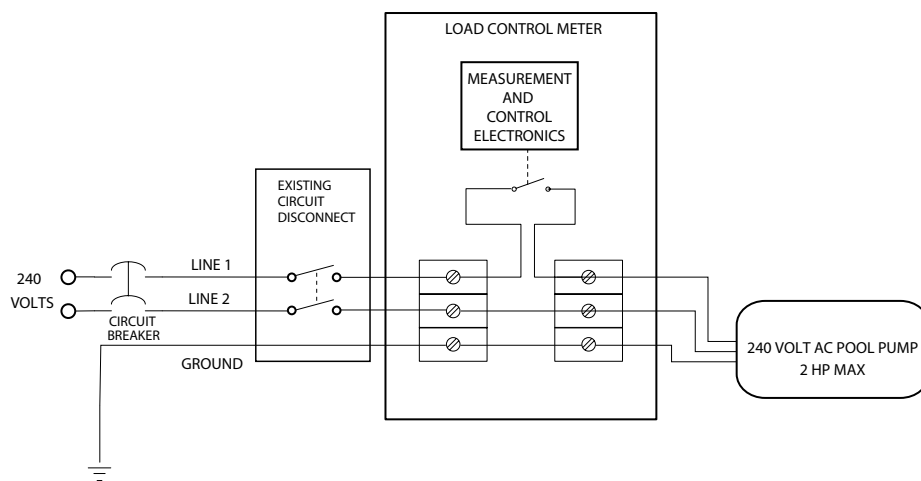 LOAD CONTROL METER
MEASUREMENT
AND
CONTROL
ELECTRONICS
EXISTING
CIRCUIT
DISCONNECT
240
VOLTS
LINE 1
LINE 2
CIRCUIT
BREAKER
GROUND
240 VOLT AC POOL PUMP
2 HP MAX